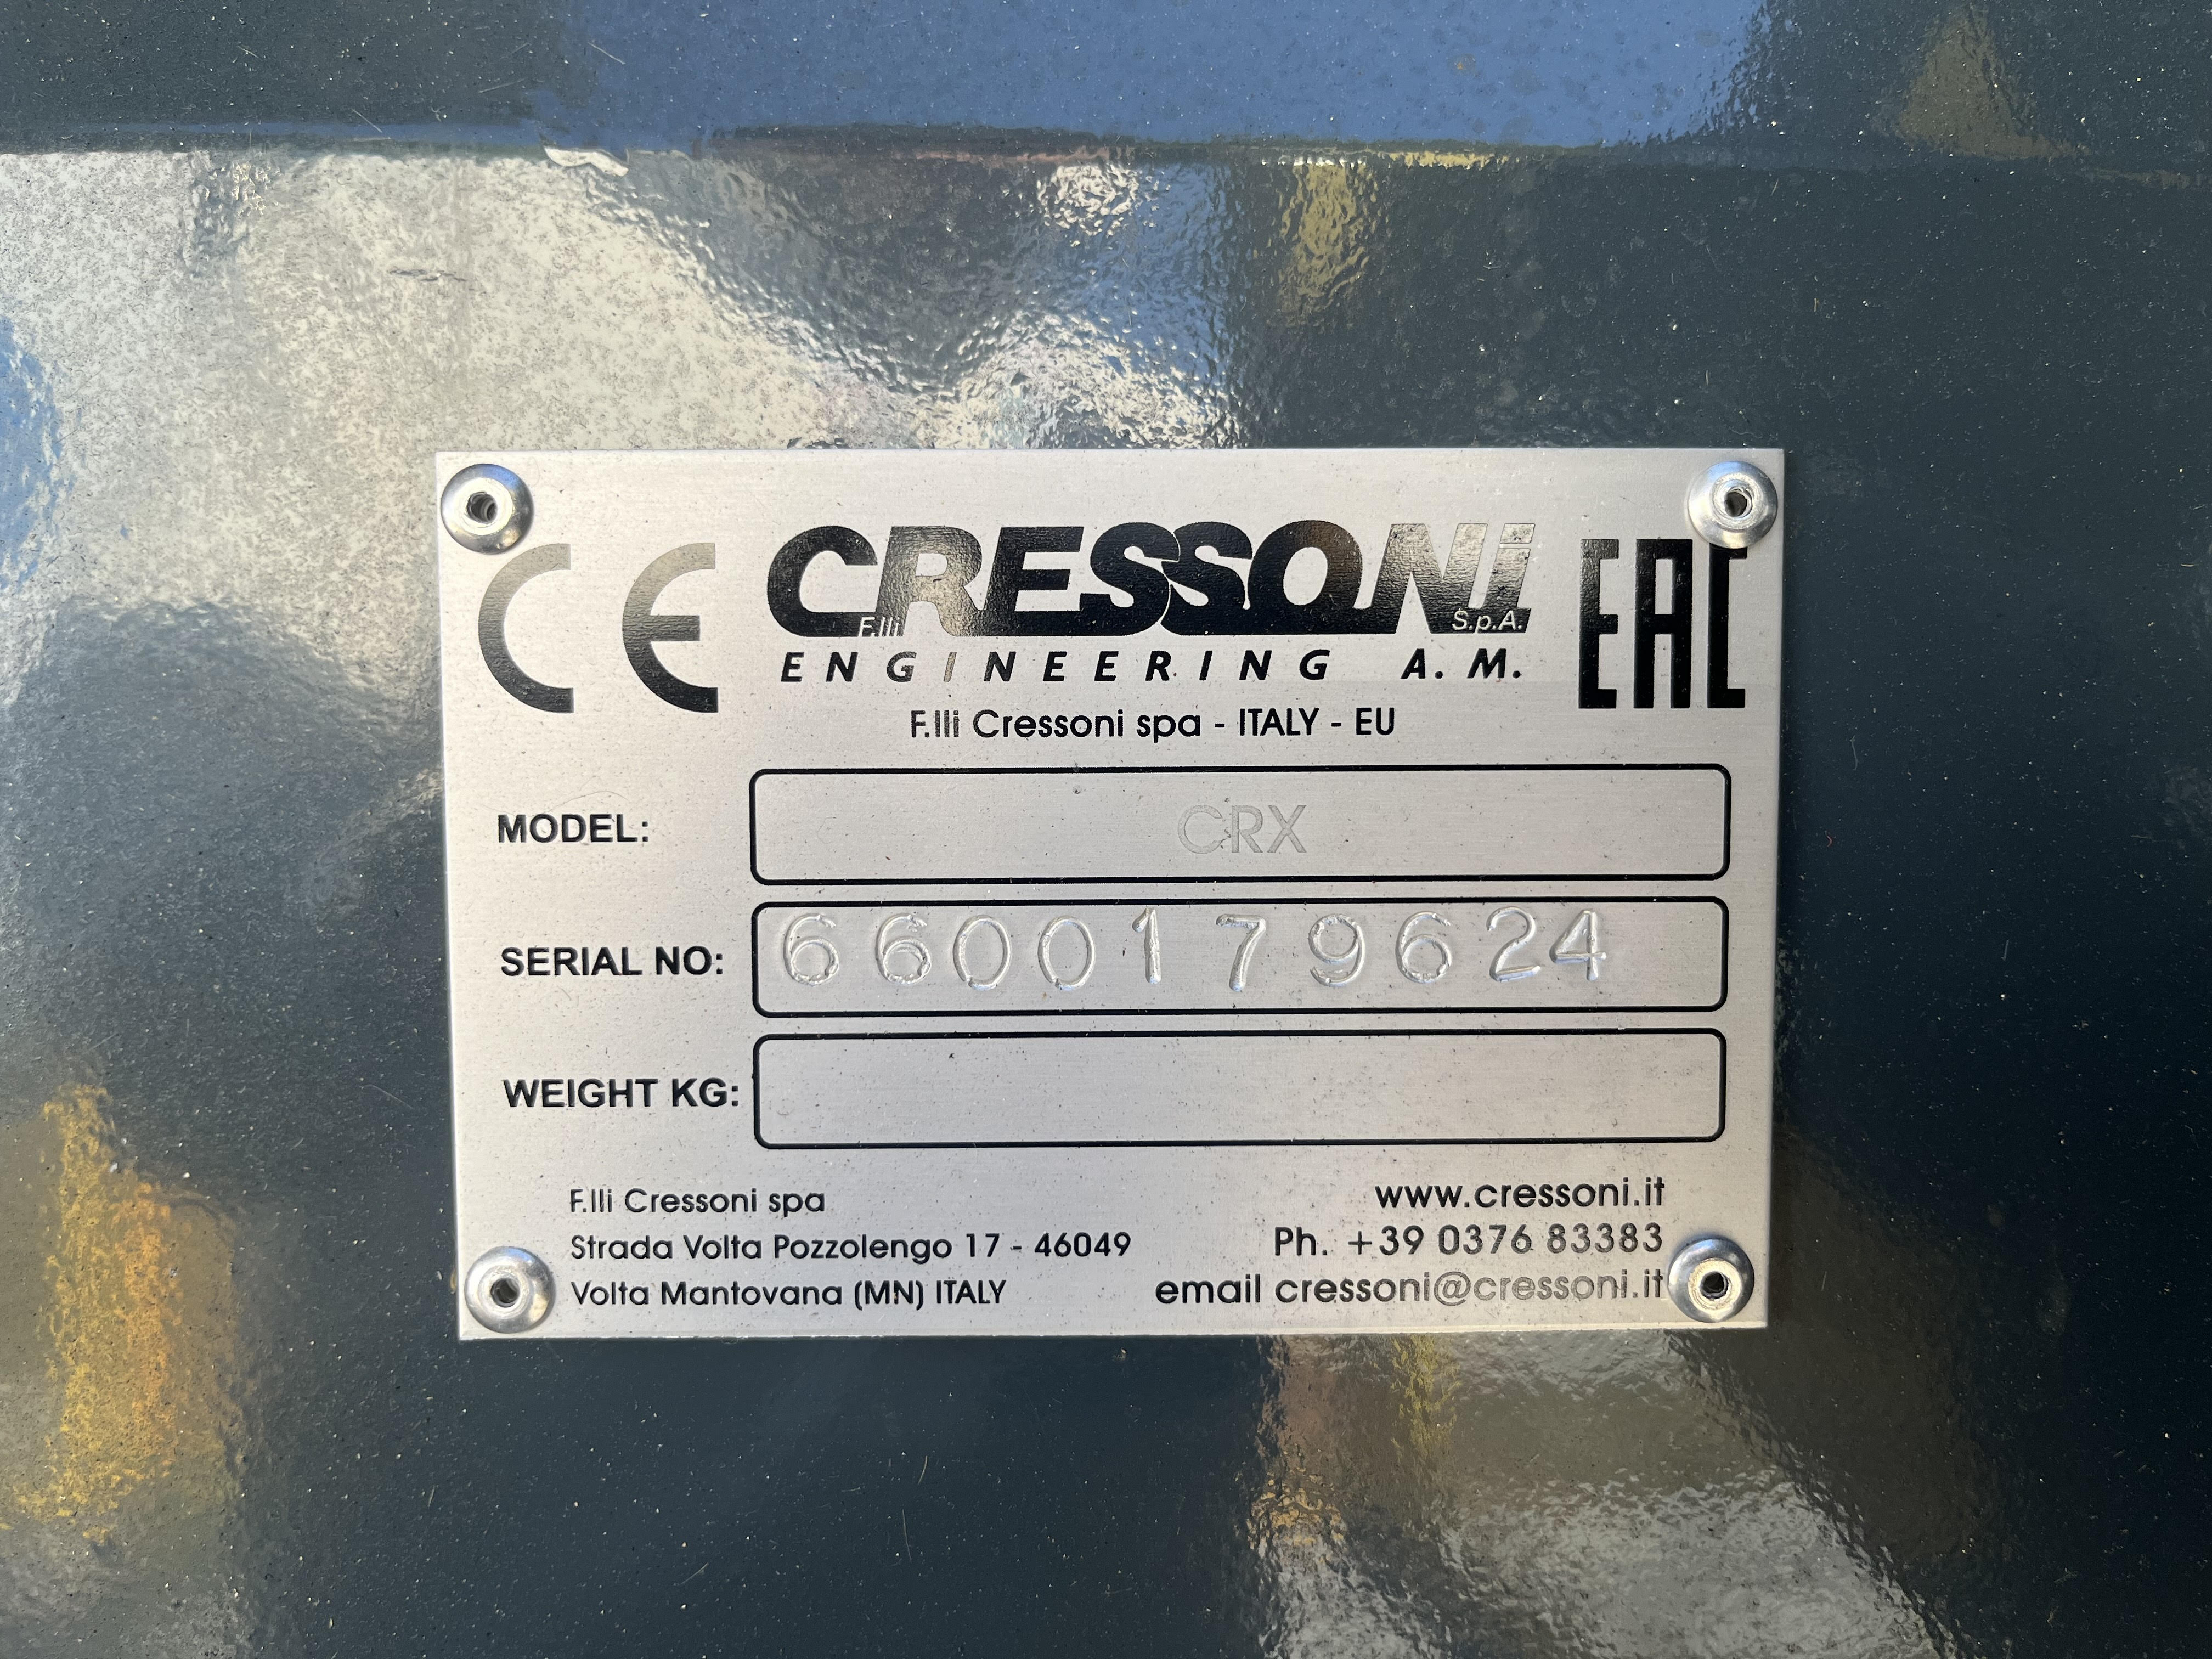 CE
CRESSONi
F.lli
S.p.A.
ENGINEERING A.M.
EAC
F.lli Cressoni spa - ITALY - EU
MODEL: CRX
SERIAL NO: 6600179624
WEIGHT KG:
F.lli Cressoni spa
Strada Volta Pozzolengo 17 - 46049
Volta Mantovana (MN) ITALY
www.cressoni.it
Ph. +39 0376 83383
email cressoni@cressoni.it